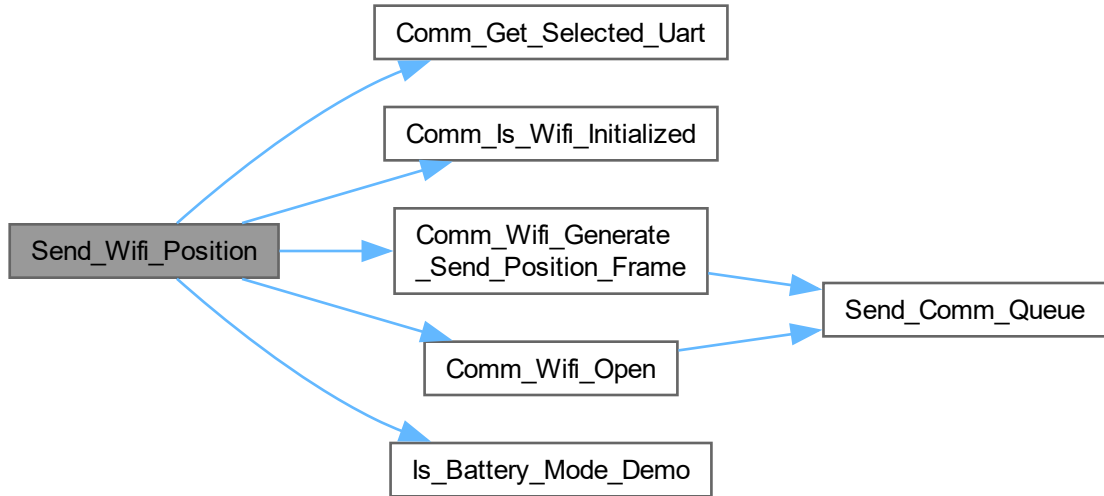 Comm_Get_Selected_Uart
Comm_Is_Wifi_Initialized
Send_Wifi_Position
Comm_Wifi_Generate
_Send_Position_Frame
Send_Comm_Queue
Comm_Wifi_Open
Is_Battery_Mode_Demo